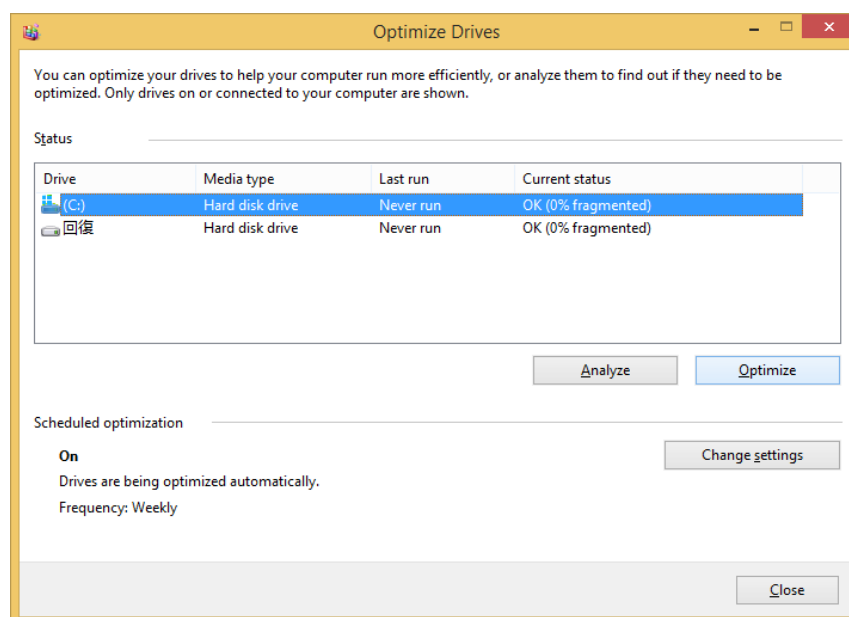 Optimize Drives
You can optimize your drives to help your computer run more efficiently, or analyze them to find out if they need to be
optimized. Only drives on or connected to your computer are shown.
Status
Drive Media type Last run Current status
(C:) Hard disk drive Never run OK (0% fragmented)
回復 Hard disk drive Never run OK (0% fragmented)
Analyze Optimize
Scheduled optimization
On Change settings
Drives are being optimized automatically.
Frequency: Weekly
Close